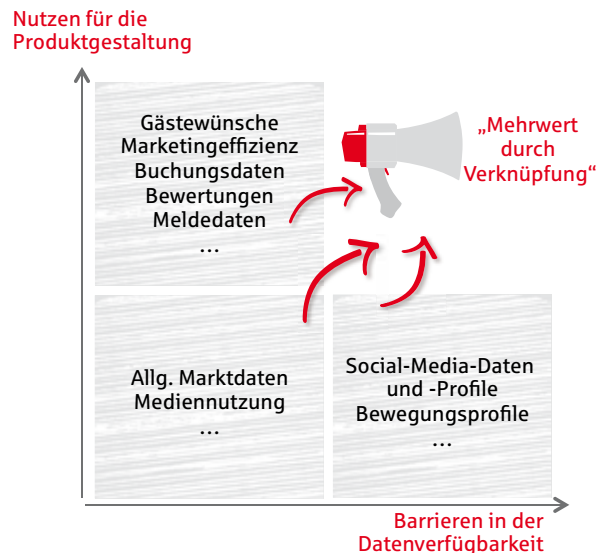 Nutzen für die
Produktgestaltung
Gästewünsche
Marketingeffizienz
Buchungsdaten
Bewertungen
Meldedaten
...
„Mehrwert
durch
Verknüpfung“
Allg. Marktdaten
Mediennutzung
...
Social-Media-Daten
und -Profile
Bewegungsprofile
...
Barrieren in der
Datenverfügbarkeit